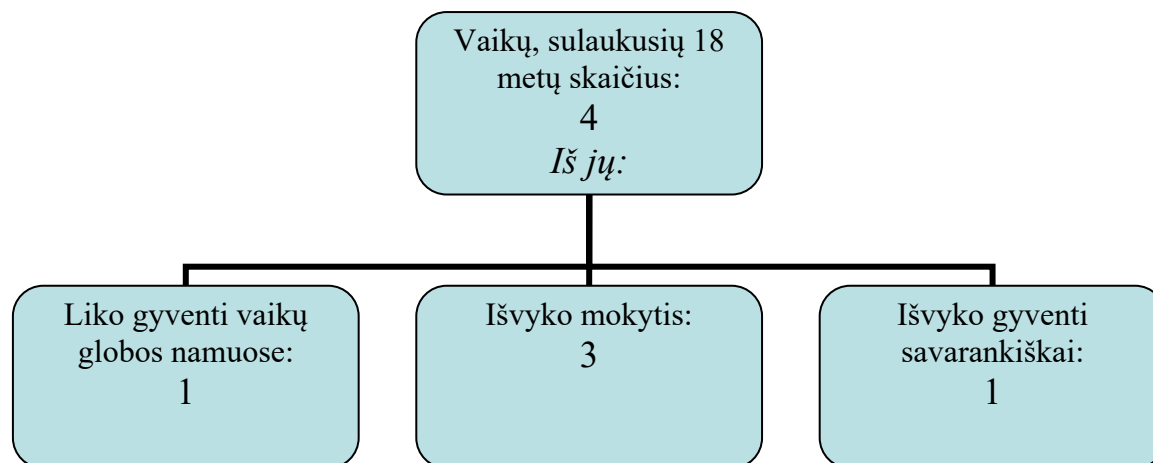 Vaikų, sulaukusių 18
metų skaičius:
4
Iš jų:
Liko gyventi vaikų
globos namuose:
1
Išvyko mokytis:
3
Išvyko gyventi
savarankiškai:
1